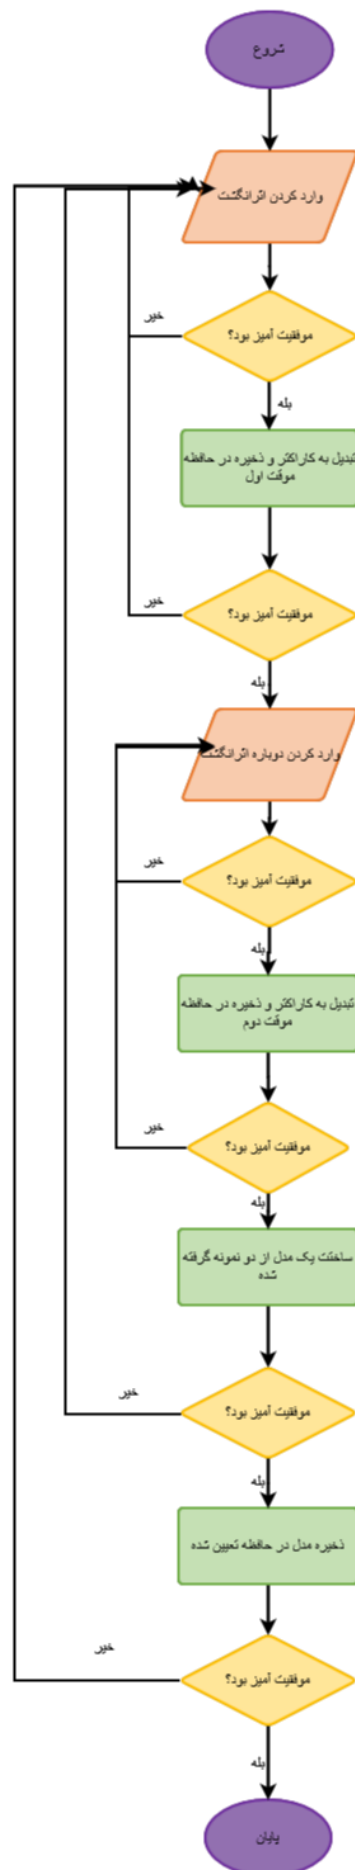 شروع
وارد کردن اثرانگشت
موفقیت آمیز بود؟
خیر
بله
تبدیل به کاراکتر و ذخیره در حافظه
موقت اول
موفقیت آمیز بود؟
خیر
بله
وارد کردن دوباره اثرانگشت
موفقیت آمیز بود؟
خیر
بله
تبدیل به کاراکتر و ذخیره در حافظه
موقت دوم
موفقیت آمیز بود؟
خیر
بله
ساخت یک مدل از دو نمونه گرفته
شده
موفقیت آمیز بود؟
خیر
بله
ذخیره مدل در حافظه تعیین شده
موفقیت آمیز بود؟
خیر
بله
پایان